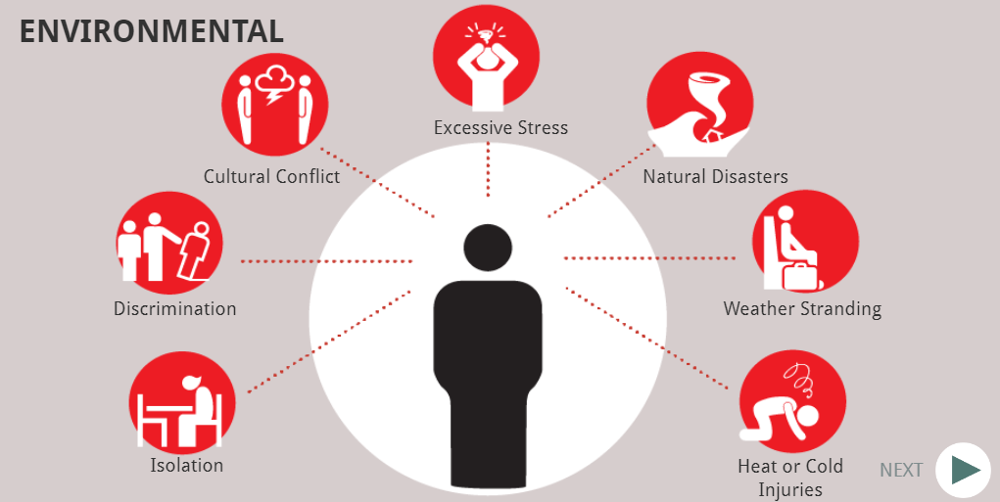 ENVIRONMENTAL
Excessive Stress
Cultural Conflict
Natural Disasters
Discrimination
Weather Stranding
Isolation
Heat or Cold
Injuries
NEXT